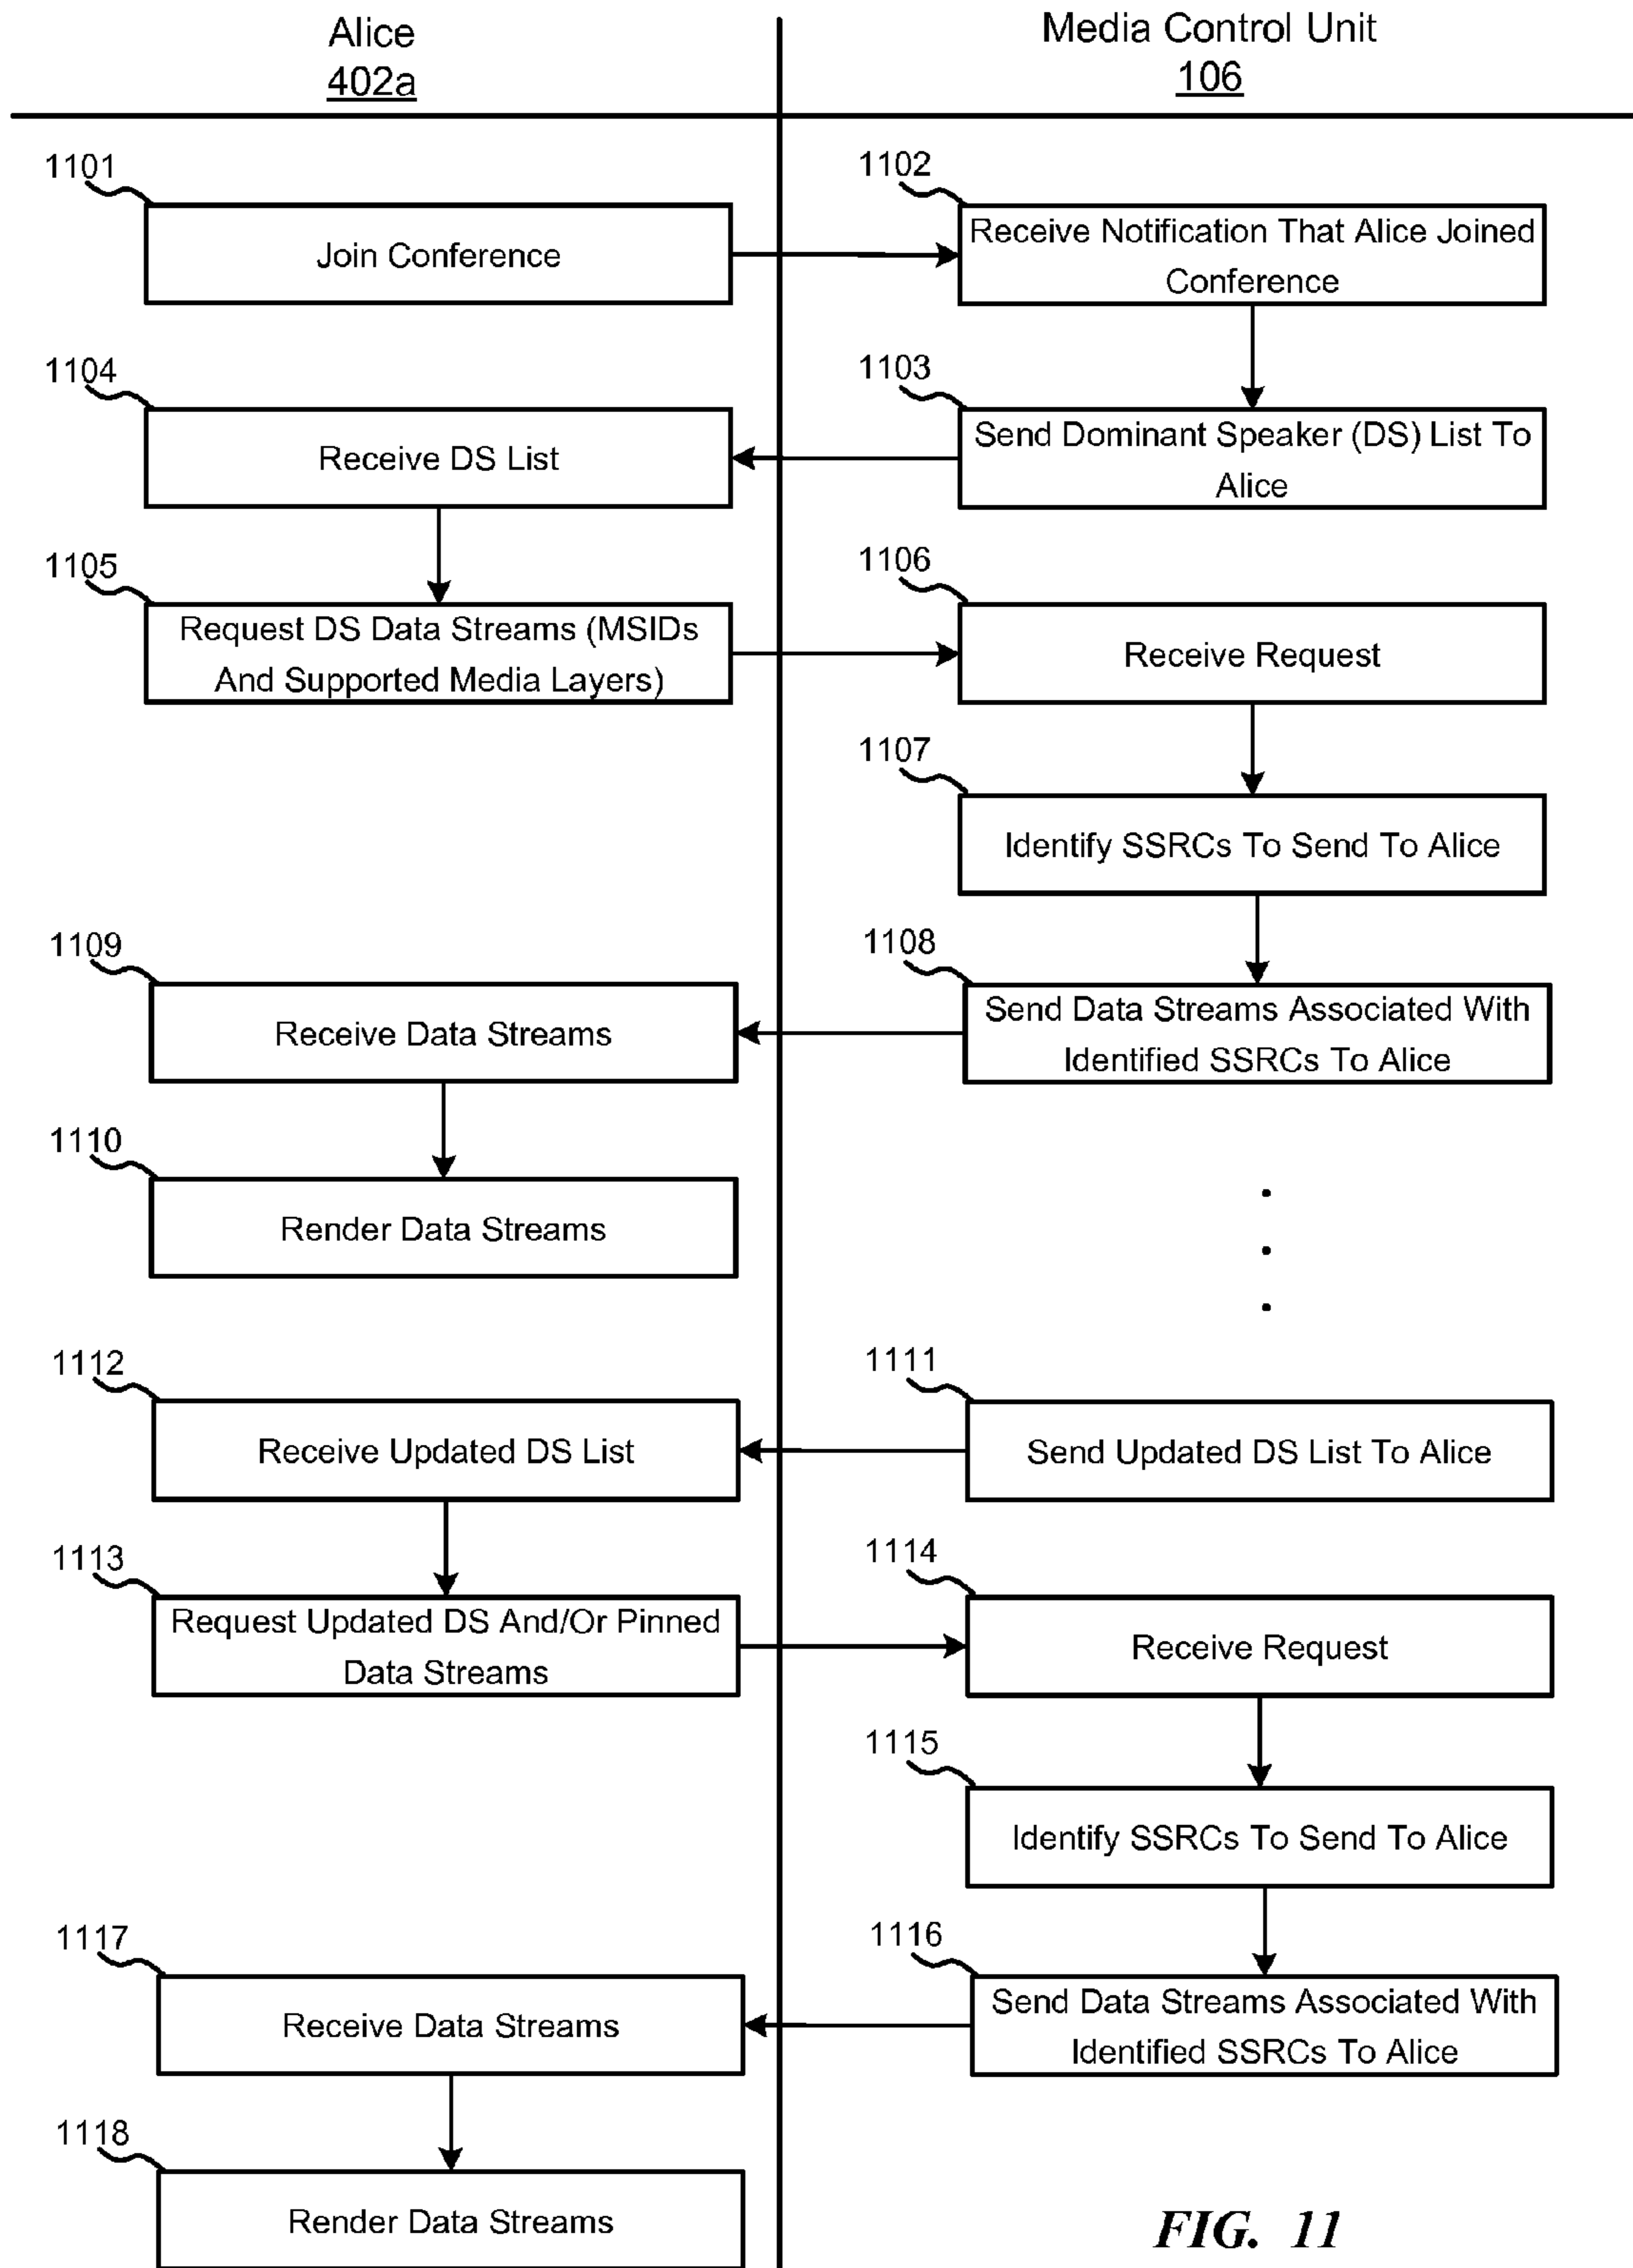 Alice
402a
Media Control Unit
106
1101
Join Conference
1102
Receive Notification That Alice Joined
Conference
1104
Receive DS List
1103
Send Dominant Speaker (DS) List To
Alice
1105
Request DS Data Streams (MSIDs
And Supported Media Layers)
1106
Receive Request
1107
Identify SSRCs To Send To Alice
1109
Receive Data Streams
1108
Send Data Streams Associated With
Identified SSRCs To Alice
1110
Render Data Streams
1112
Receive Updated DS List
1111
Send Updated DS List To Alice
1113
Request Updated DS And/Or Pinned
Data Streams
1114
Receive Request
1115
Identify SSRCs To Send To Alice
1117
Receive Data Streams
1116
Send Data Streams Associated With
Identified SSRCs To Alice
1118
Render Data Streams
FIG. 11